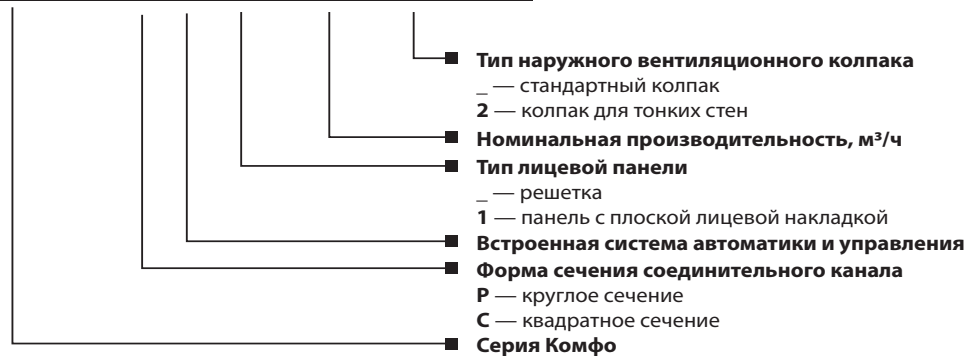 Тип наружного вентиляционного колпака
_ — стандартный колпак
2 — колпак для тонких стен
Номинальная производительность, м³/ч
Тип лицевой панели
_ — решетка
1 — панель с плоской лицевой накладкой
Встроенная система автоматики и управления
Форма сечения соединительного канала
Р — круглое сечение
С — квадратное сечение
Серия Комфо